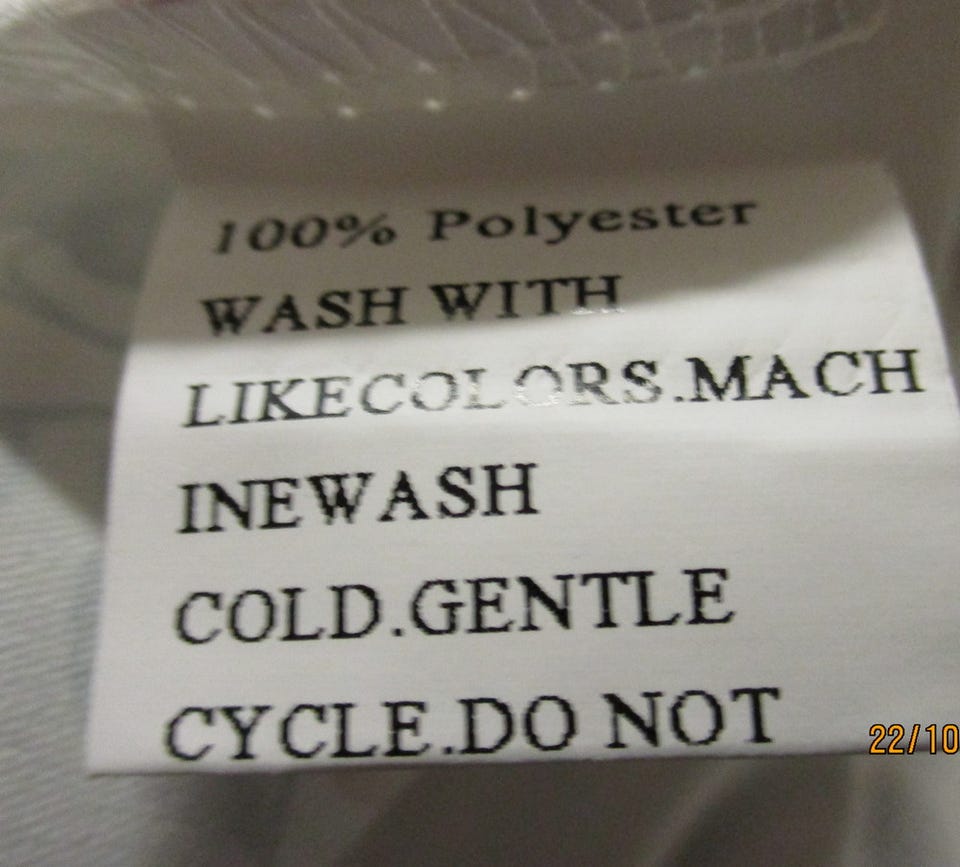 100% Polyester
WASH WITH
LIKECOLORS.MACH
INEWASH
COLD.GENTLE
CYCLE.DO NOT
22/10